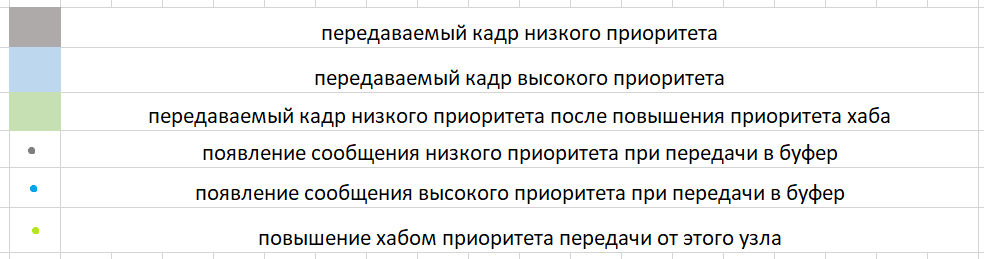 передаваемый кадр низкого приоритета
передаваемый кадр высокого приоритета
передаваемый кадр низкого приоритета после повышения приоритета хаба
появление сообщения низкого приоритета при передачи в буфер
появление сообщения высокого приоритета при передачи в буфер
повышение хабом приоритета передачи от этого узла